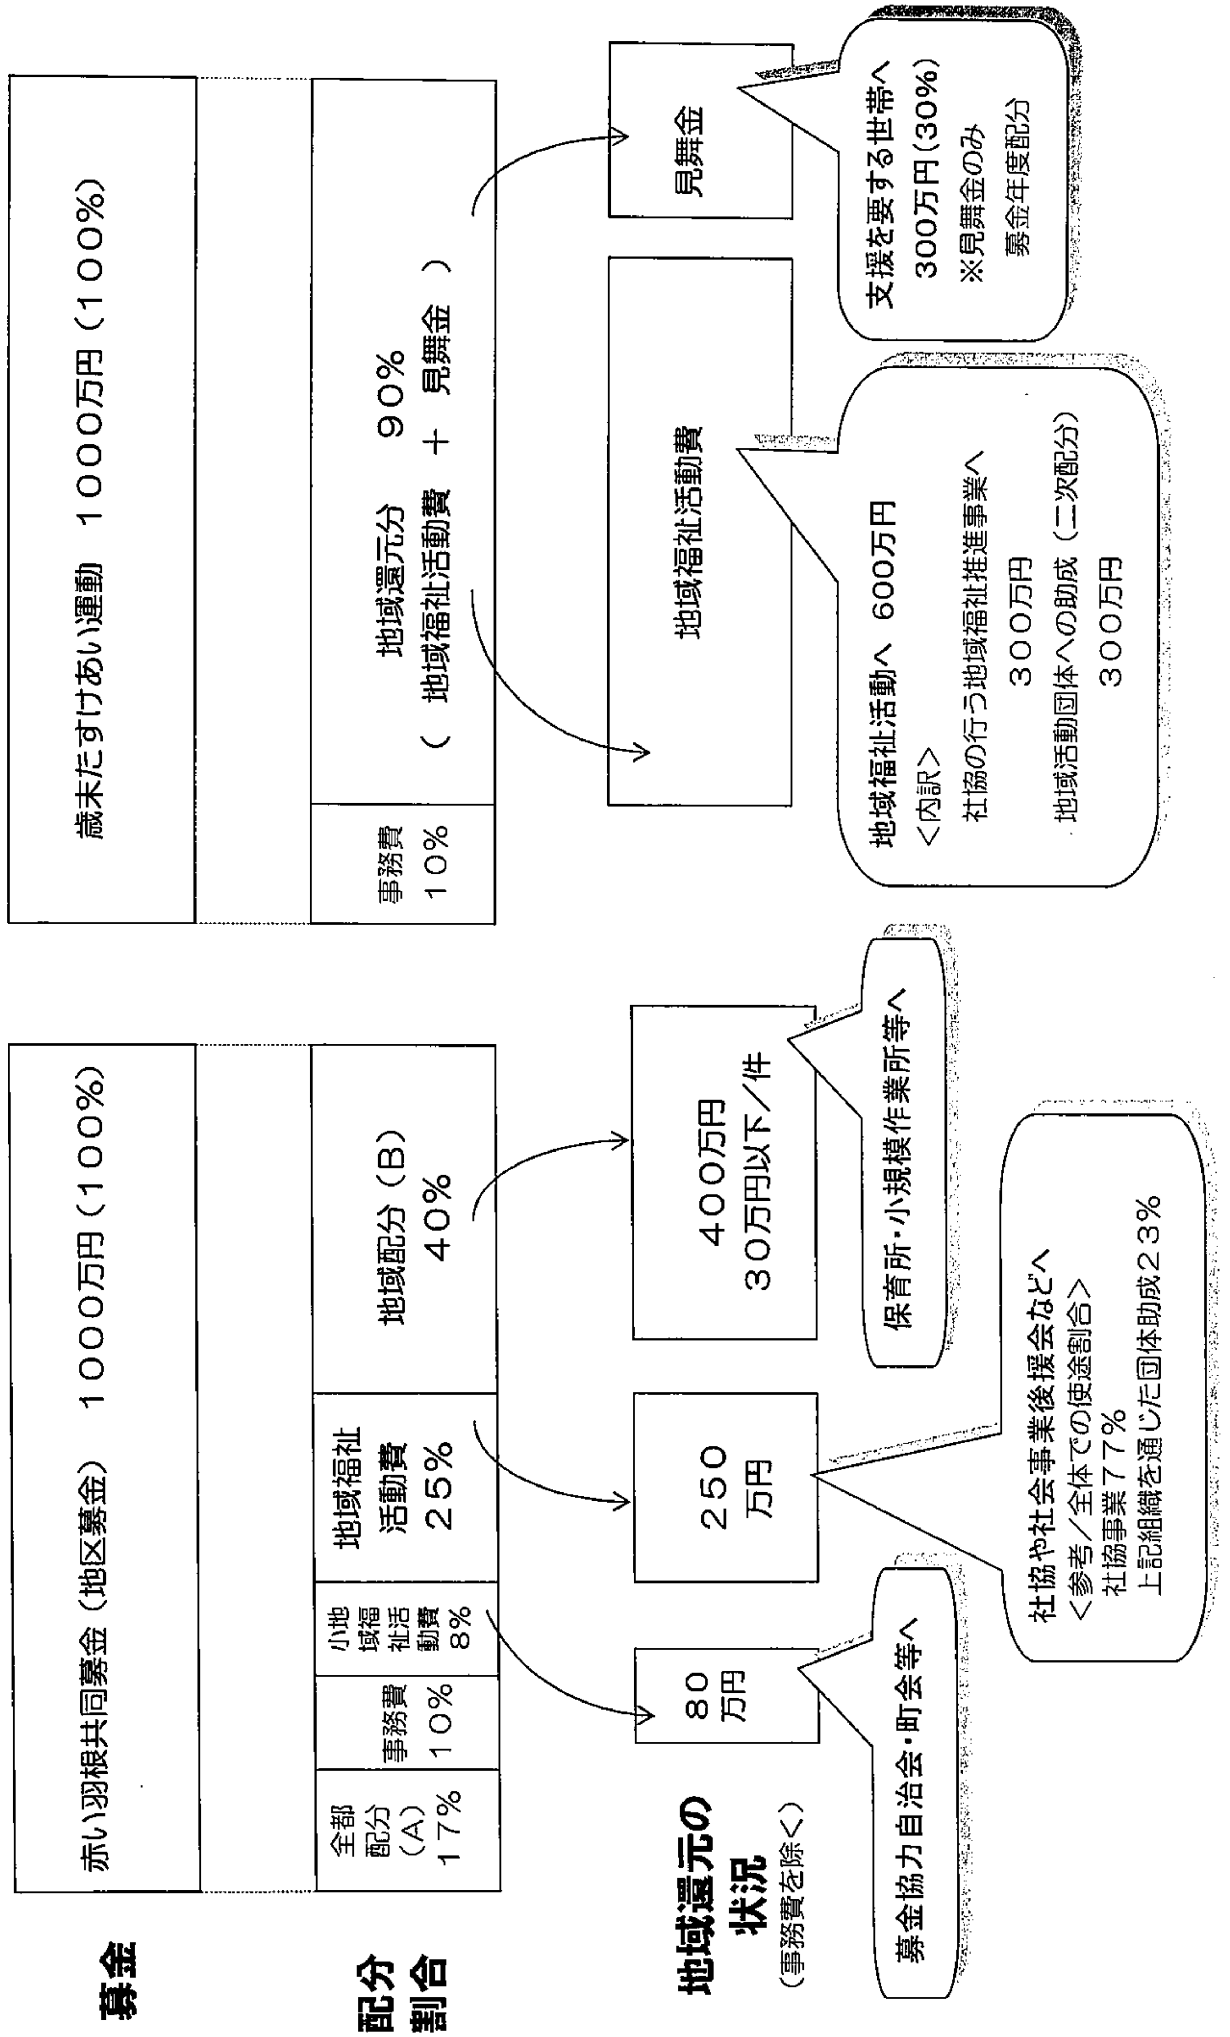 募金
赤い羽根共同募金（地区募金）　1000万円（100%）
歳末たすけあい運動　1000万円（100%）
配分
割合
全都
配分
（A）
17%
事務費
10%
小地
域福
祉活
動費
8%
地域福祉
活動費
25%
地域配分（B）
40%
事務費
10%
地域還元分　90%
（　地域福祉活動費　＋　見舞金　）
地域還元の
状況
（事務費を除く）
80
万円
250
万円
400万円
30万円以下／件
地域福祉活動費
見舞金
募金協力自治会・町会等へ
社協や社会事業後援会などへ
＜参考／全体での使途割合＞
社協事業77%
上記組織を通じた団体助成23%
保育所・小規模作業所等へ
地域福祉活動へ　600万円
＜内訳＞
社協の行う地域福祉推進事業へ
300万円
地域活動団体への助成（二次配分）
300万円
支援を要する世帯へ
300万円(30%)
※見舞金のみ
募金年度配分